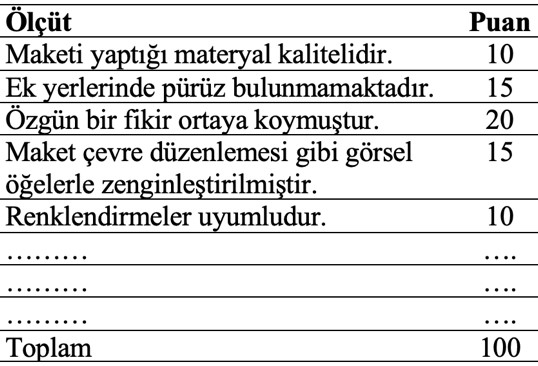 Ölçüt Puan
Maketi yaptığı materyal kalitelidir. 10
Ek yerlerinde pürüz bulunmamaktadır. 15
Özgün bir fikir ortaya koymuştur. 20
Maket çevre düzenlemesi gibi görsel 15
öğelerle zenginleştirilmiştir.
Renklendirmeler uyumludur. 10
……… ….
……… ….
……… ….
Toplam 100